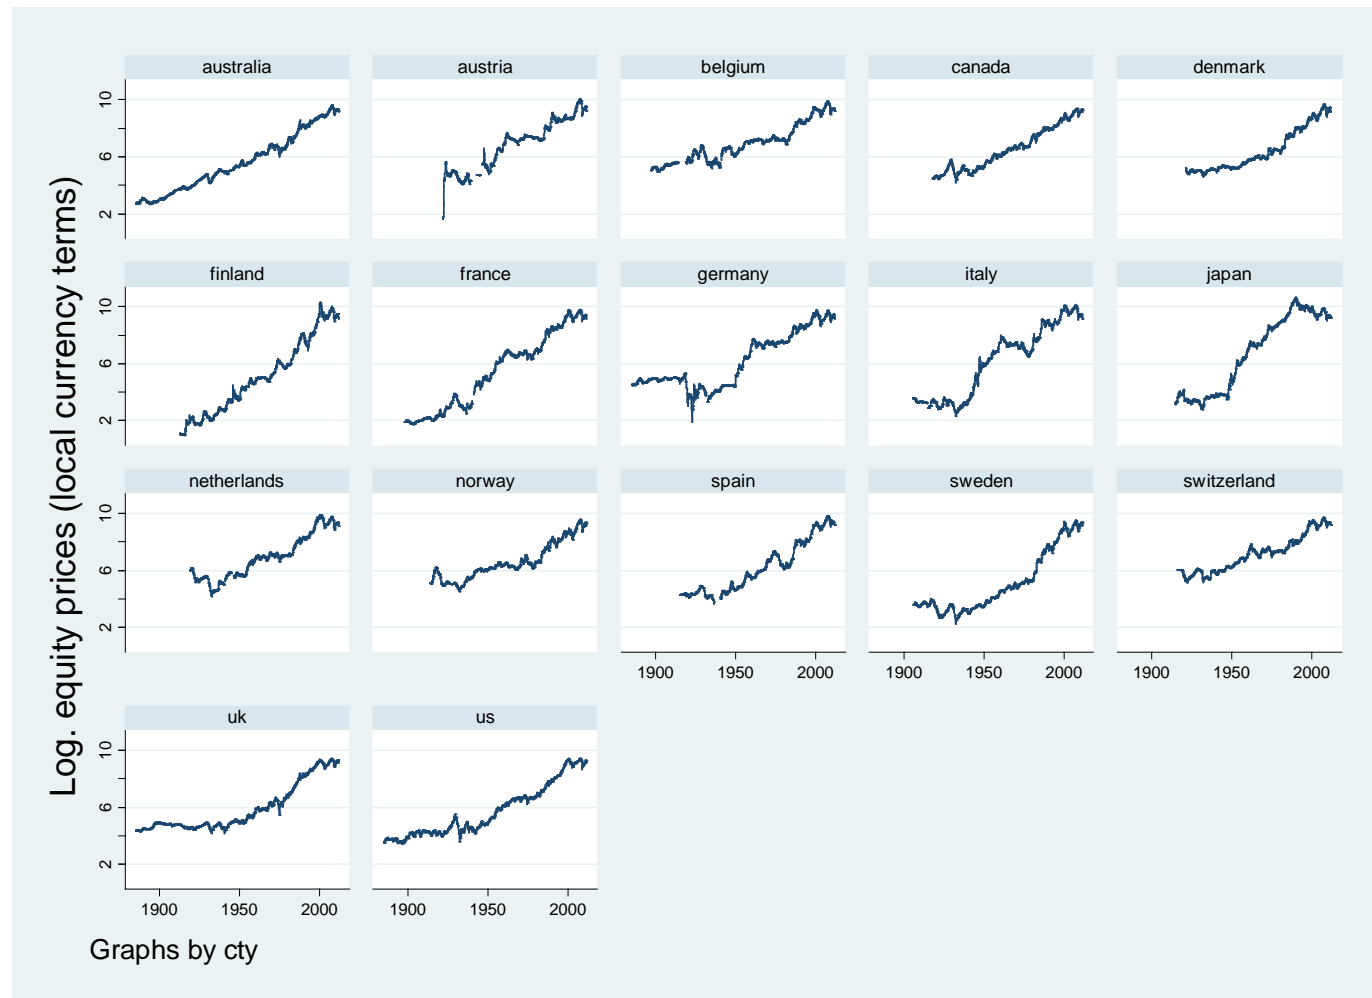 Log. equity prices (local currency terms)
australia
austria
belgium
canada
denmark
10
6
2
finland
france
germany
italy
japan
10
6
2
netherlands
norway
spain
sweden
switzerland
10
6
2
1900 1950 2000
1900 1950 2000
1900 1950 2000
uk
us
10
6
2
1900 1950 2000
1900 1950 2000
Graphs by cty